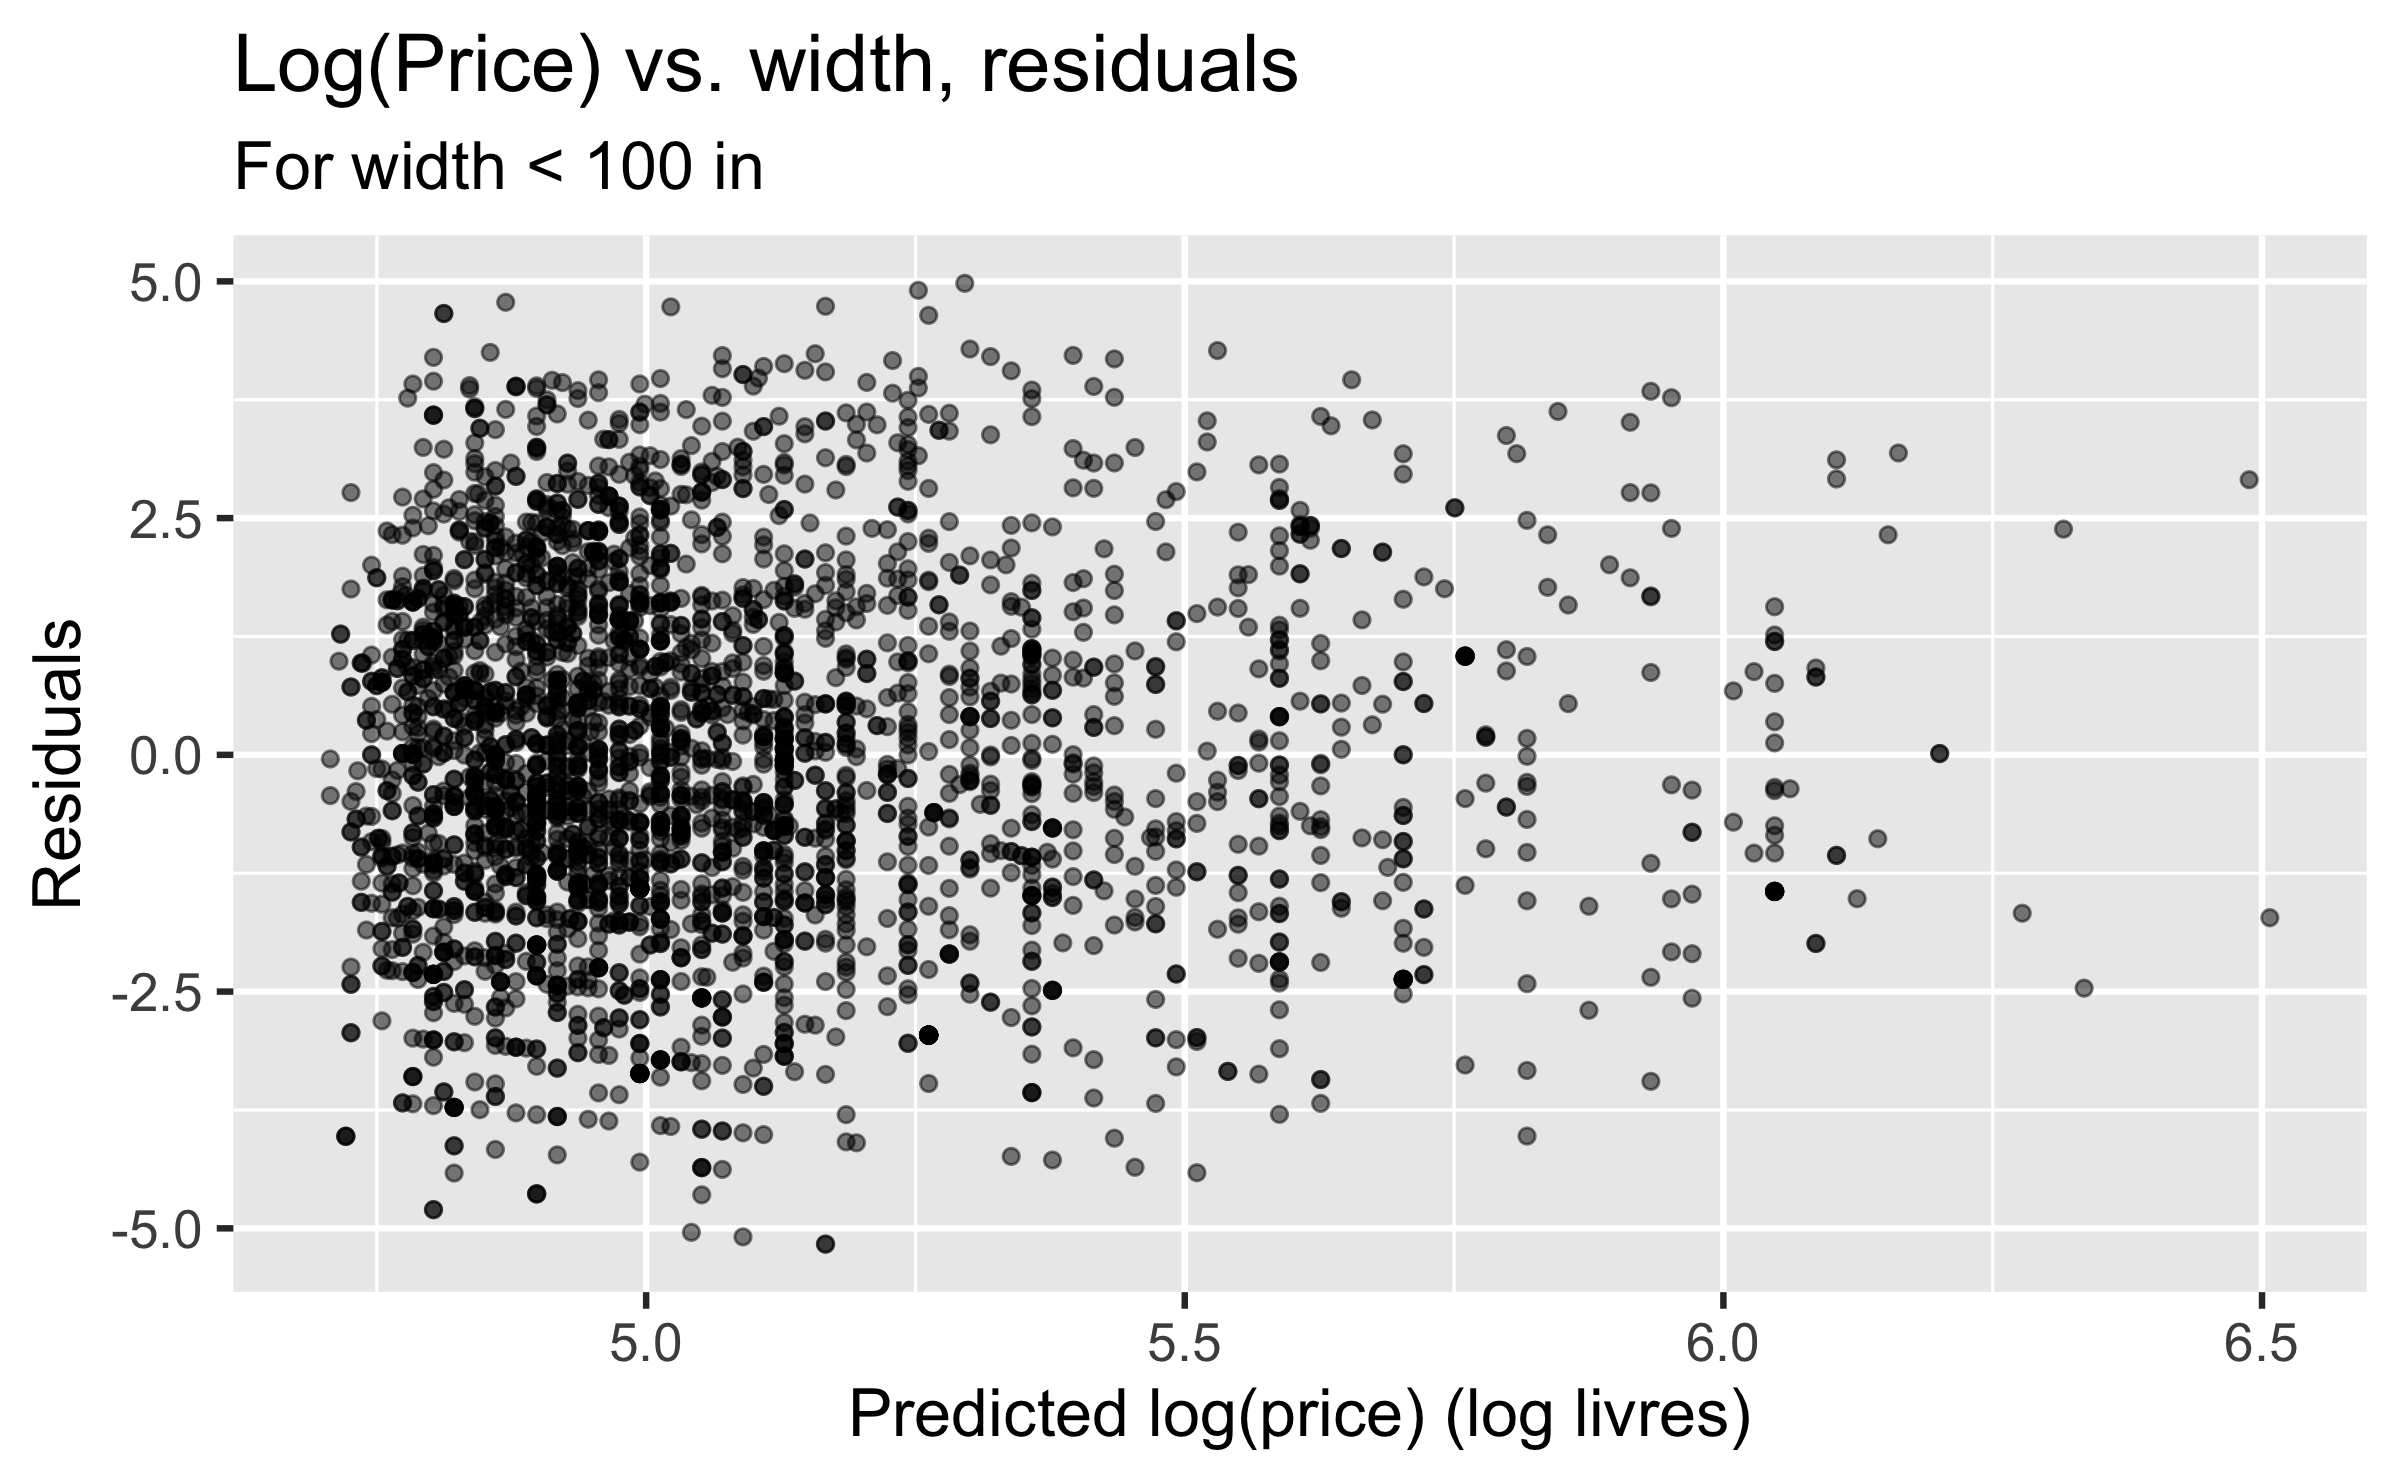 Log(Price) vs. width, residuals
For width < 100 in
5.0
2.5
0.0
-2.5
-5.0
Residuals
5.0 5.5 6.0 6.5
Predicted log(price) (log livres)